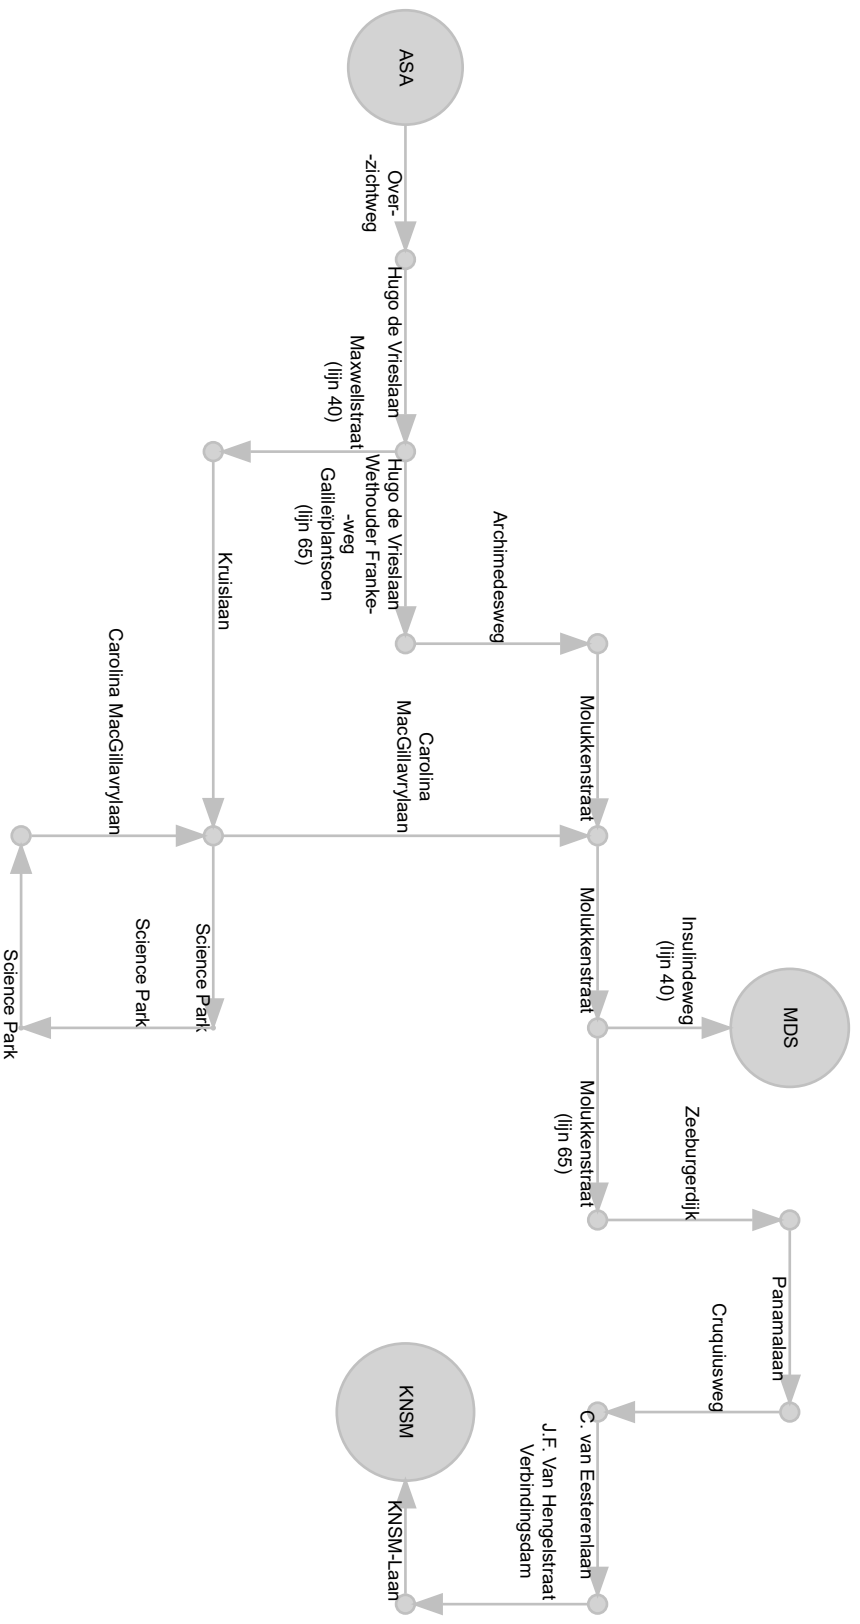 ASA
Over-
-zichtweg
Hugo de Vrieslaan
Maxwellstraat
(lijn 40)
Hugo de Vrieslaan
Wethouder Franke-
-weg
Galileïplantsoen
(lijn 65)
Archimedesweg
Kruislaan
Molukkenstraat
Carolina
MacGillavrylaan
Carolina MacGillavrylaan
Science Park
Science Park
Science Park
Molukkenstraat
Insulindeweg
(lijn 40)
MDS
Molukkenstraat
(lijn 65)
Zeeburgerdijk
Panamalaan
Cruquiusweg
C. van Eesterenlaan
J.F. Van Hengelstraat
Verbindingsdam
KNSM-Laan
KNSM